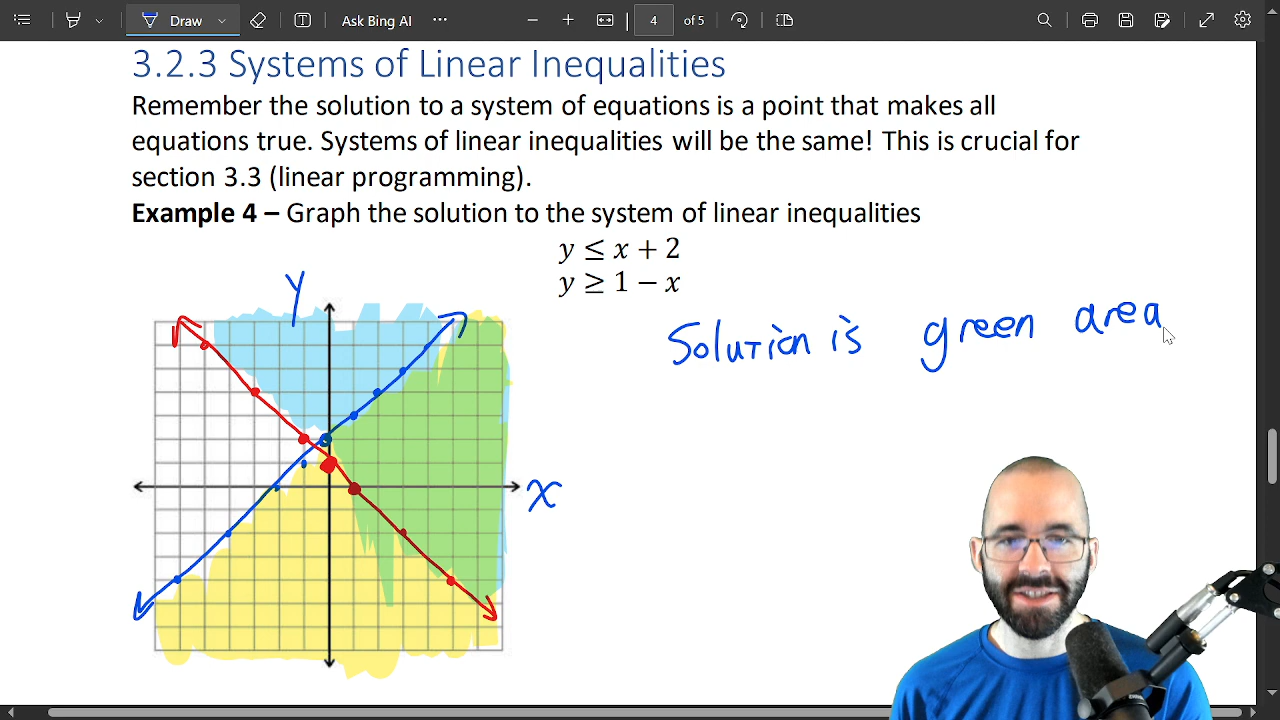 Draw
Ask Bing AI
4 of 5
3.2.3 Systems of Linear Inequalities
Remember the solution to a system of equations is a point that makes all
equations true. Systems of linear inequalities will be the same! This is crucial for
section 3.3 (linear programming).
Example 4 – Graph the solution to the system of linear inequalities
y ≤ x + 2
y ≥ 1 − x
y
Solution is green area
x